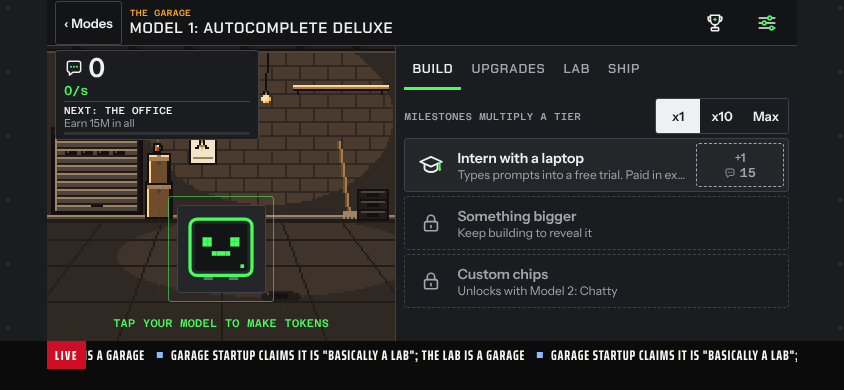 ‹ Modes
THE GARAGE
MODEL 1: AUTOCOMPLETE DELUXE
0
0/s
NEXT: THE OFFICE
Earn 15M in all
TAP YOUR MODEL TO MAKE TOKENS
BUILD UPGRADES LAB SHIP
MILESTONES MULTIPLY A TIER
x1 x10 Max
Intern with a laptop
Types prompts into a free trial. Paid in ex...
+1
15
Something bigger
Keep building to reveal it
Custom chips
Unlocks with Model 2: Chatty
LIVE S A GARAGE ■ GARAGE STARTUP CLAIMS IT IS "BASICALLY A LAB"; THE LAB IS A GARAGE ■ GARAGE STARTUP CLAIMS IT IS "BASICALLY A LAB";